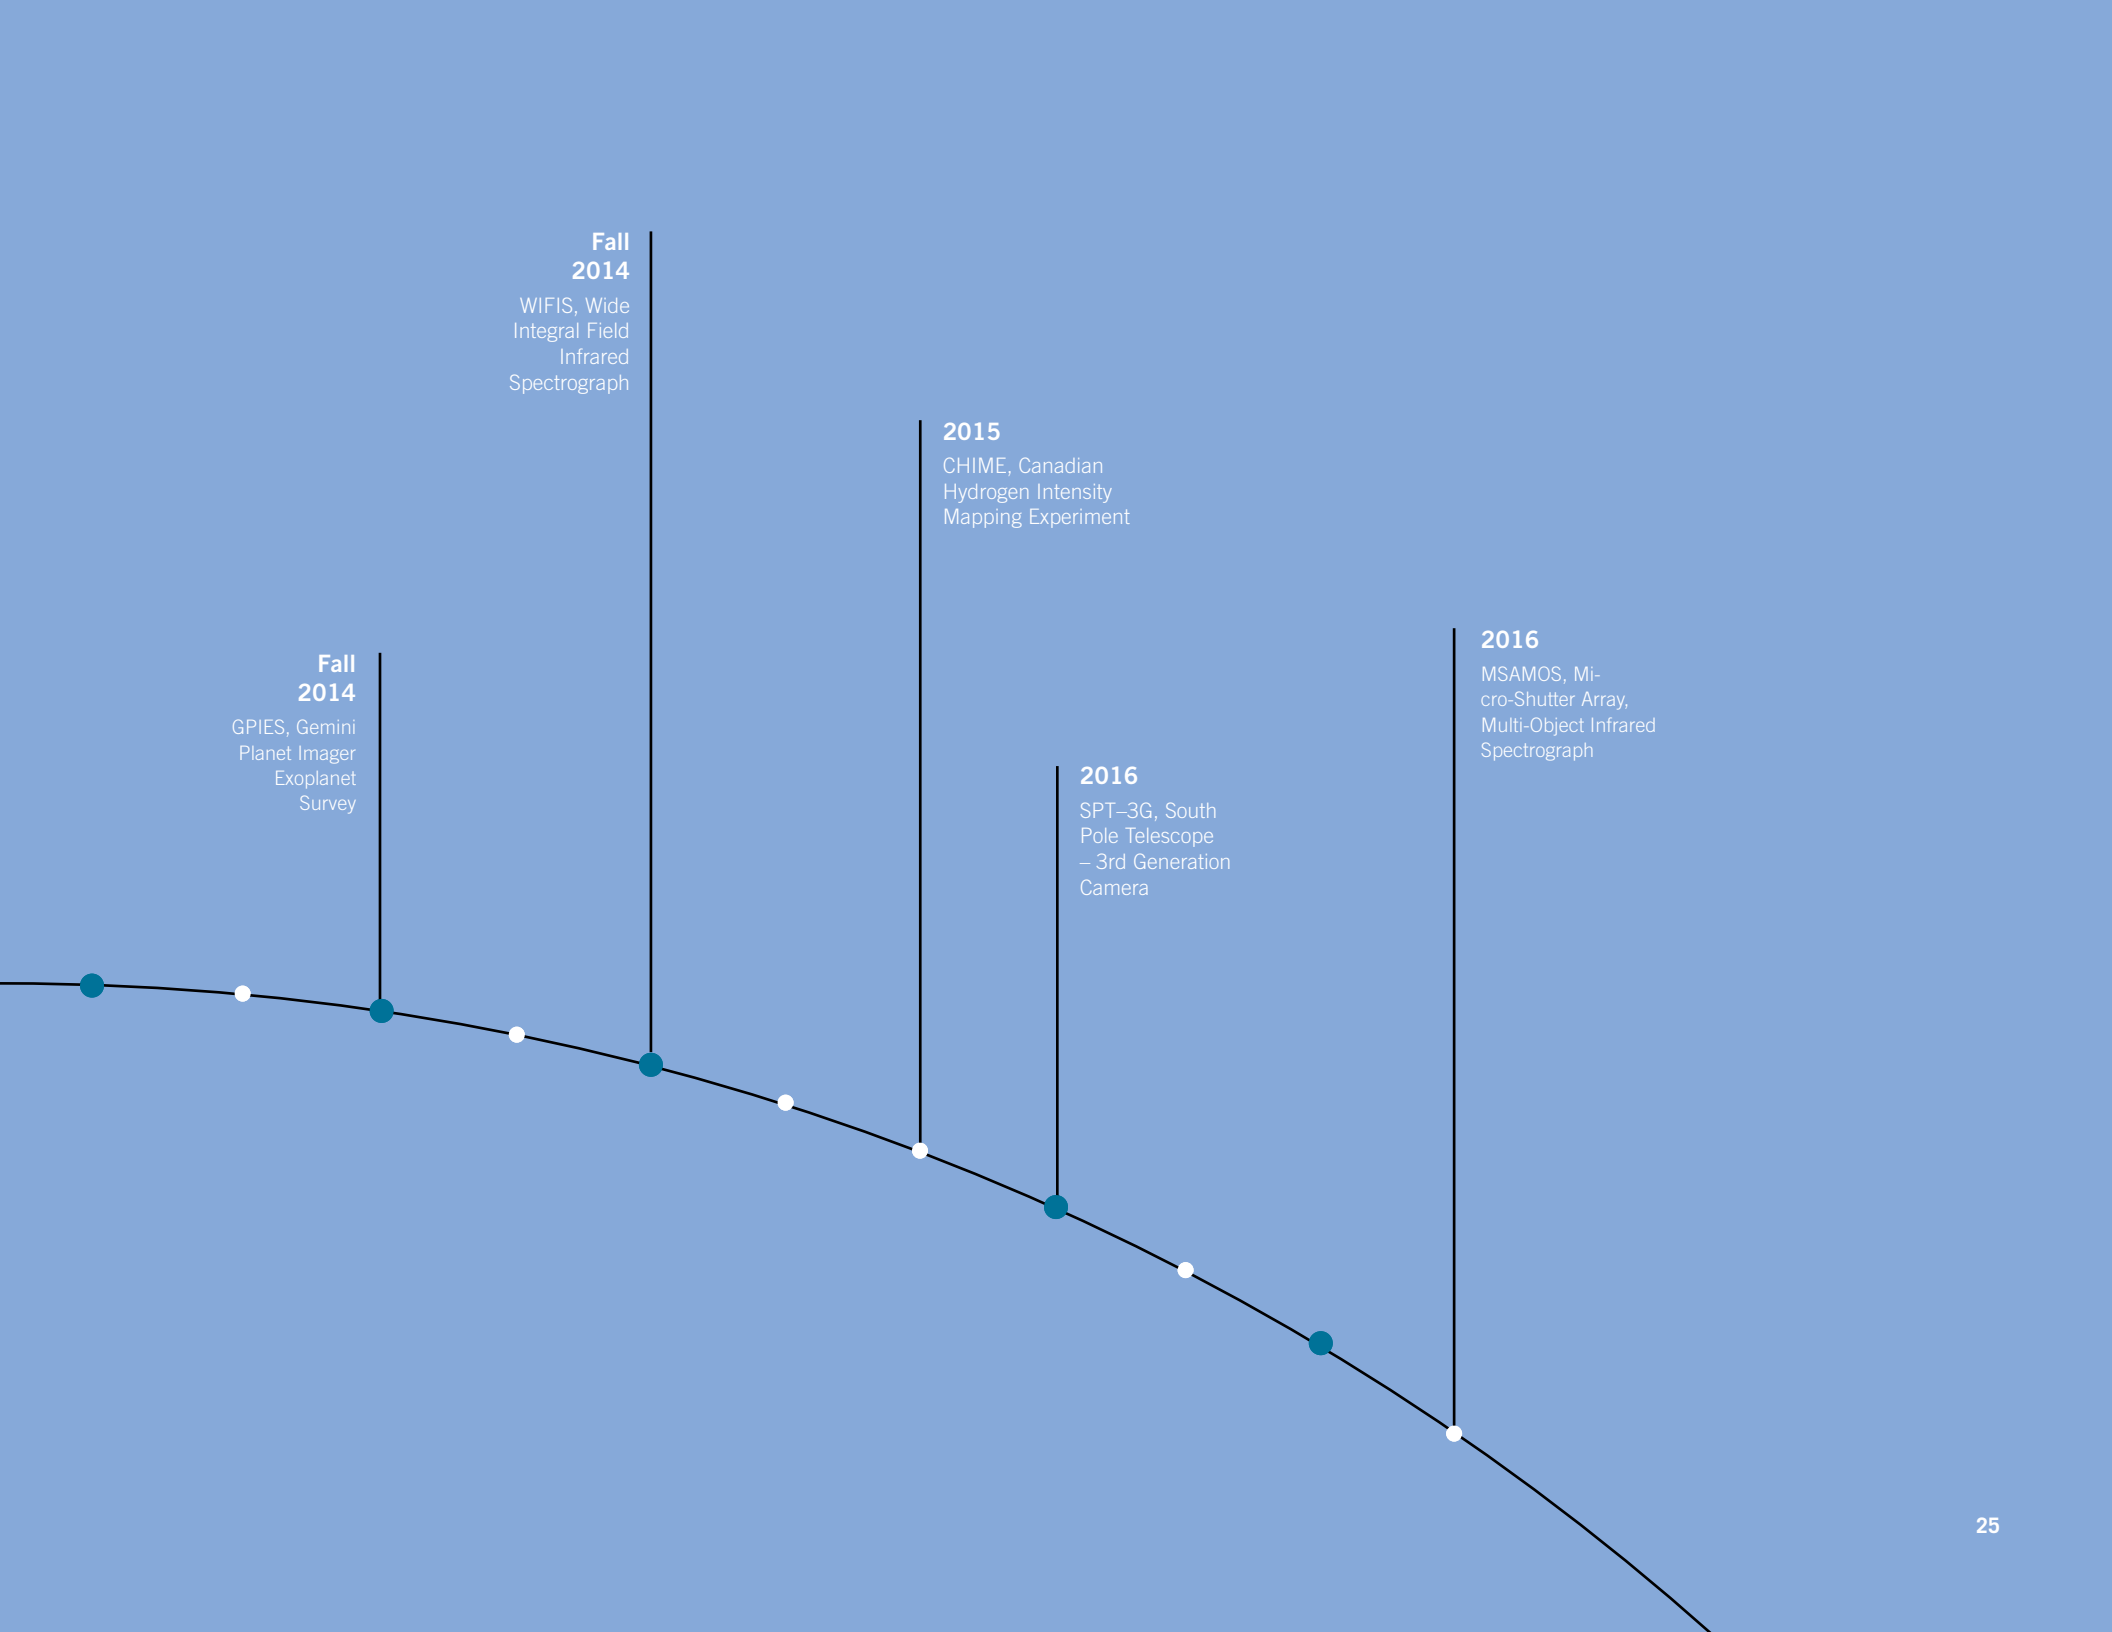 Fall
2014
WIFIS, Wide
Integral Field
Infrared
Spectrograph
2015
CHIME, Canadian
Hydrogen Intensity
Mapping Experiment
Fall
2014
GPIES, Gemini
Planet Imager
Exoplanet
Survey
2016
MSAMOS, Mi-
cro-Shutter Array,
Multi-Object Infrared
Spectrograph
2016
SPT–3G, South
Pole Telescope
– 3rd Generation
Camera
25